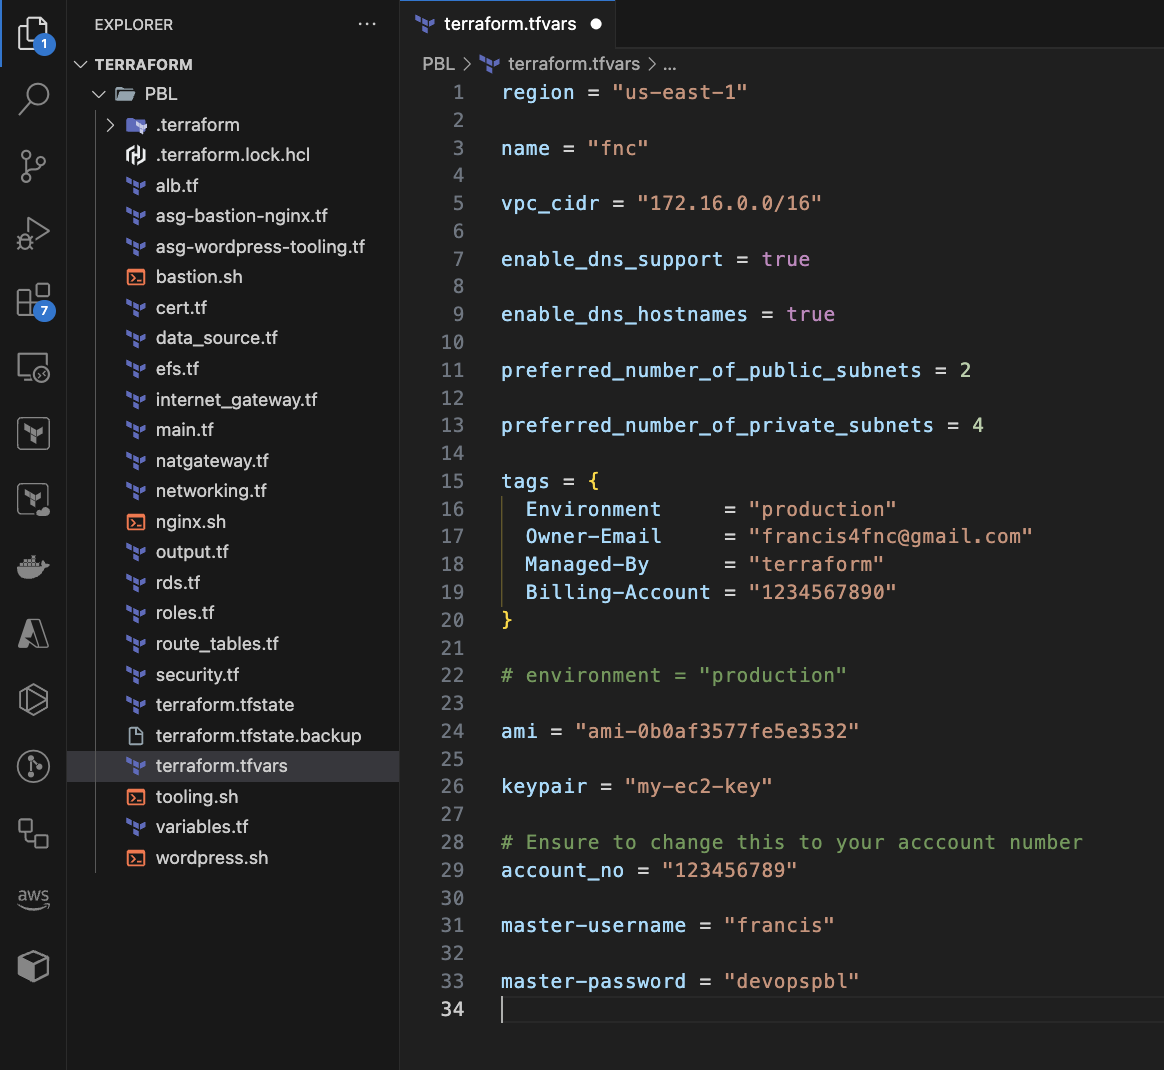 EXPLORER
...
TERRAFORM
PBL
.terraform
.terraform.lock.hcl
alb.tf
asg-bastion-nginx.tf
asg-wordpress-tooling.tf
bastion.sh
cert.tf
data_source.tf
efs.tf
internet_gateway.tf
main.tf
natgateway.tf
networking.tf
nginx.sh
output.tf
rds.tf
roles.tf
route_tables.tf
security.tf
terraform.tfstate
terraform.tfstate.backup
terraform.tfvars
tooling.sh
variables.tf
wordpress.sh
1
7
aws
terraform.tfvars
PBL > terraform.tfvars > ...
1 region = "us-east-1"
2
3 name = "fnc"
4
5 vpc_cidr = "172.16.0.0/16"
6
7 enable_dns_support = true
8
9 enable_dns_hostnames = true
10
11 preferred_number_of_public_subnets = 2
12
13 preferred_number_of_private_subnets = 4
14
15 tags = {
16 Environment = "production"
17 Owner-Email = "francis4fnc@gmail.com"
18 Managed-By = "terraform"
19 Billing-Account = "1234567890"
20 }
21
22 # environment = "production"
23
24 ami = "ami-0b0af3577fe5e3532"
25
26 keypair = "my-ec2-key"
27
28 # Ensure to change this to your acccount number
29 account_no = "123456789"
30
31 master-username = "francis"
32
33 master-password = "devopspbl"
34